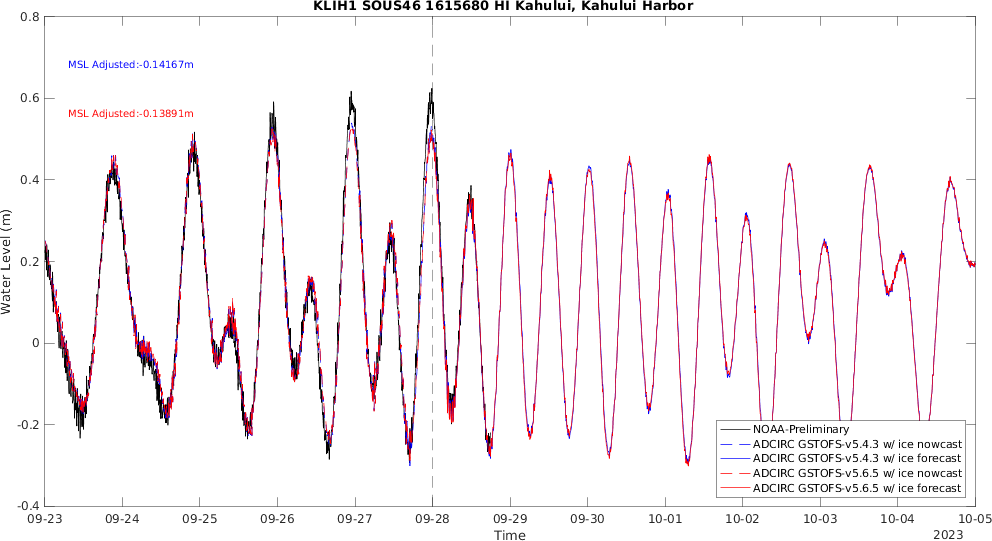 KLIH1 SOUS46 1615680 HI Kahului, Kahului Harbor
0.8
0.6
0.4
0.2
0
-0.2
-0.4
Water Level (m)
MSL Adjusted:-0.14167m
MSL Adjusted:-0.13891m
NOAA-Preliminary
ADCIRC GSTOFS-v5.4.3 w/ ice nowcast
ADCIRC GSTOFS-v5.4.3 w/ ice forecast
ADCIRC GSTOFS-v5.6.5 w/ ice nowcast
ADCIRC GSTOFS-v5.6.5 w/ ice forecast
09-23 09-24 09-25 09-26 09-27 09-28 09-29 09-30 10-01 10-02 10-03 10-04 10-05
Time
2023